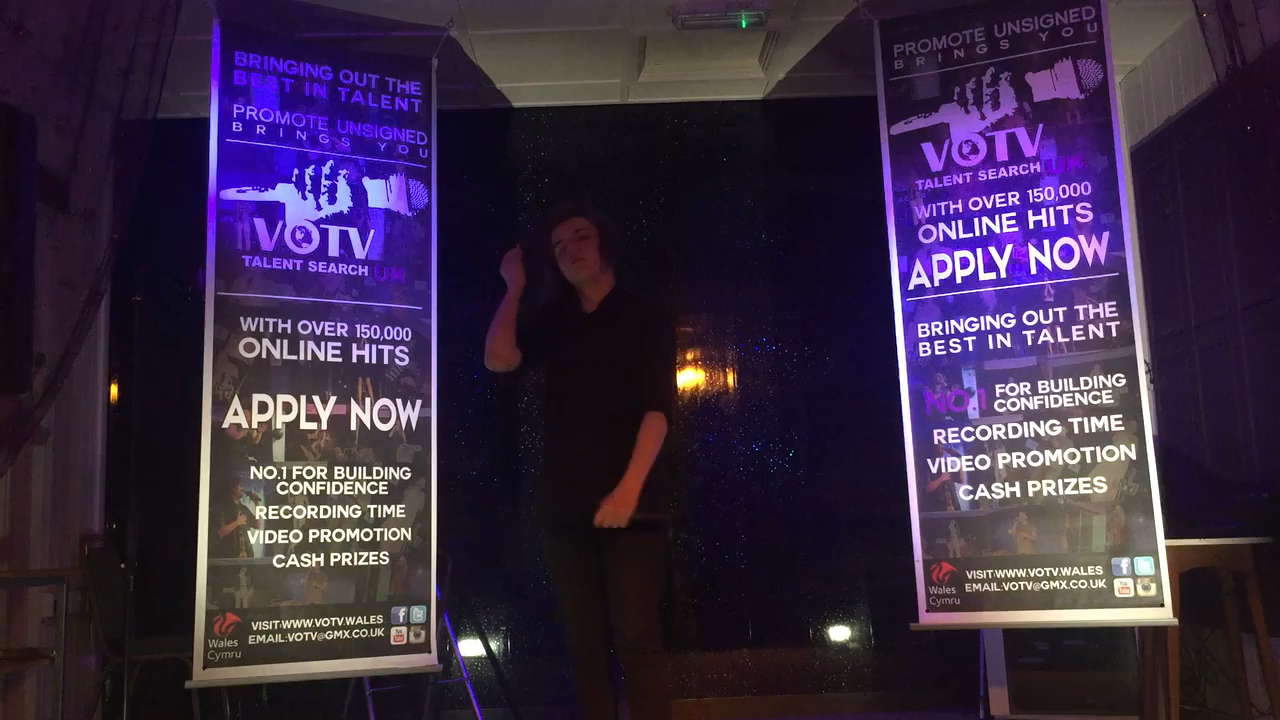 BRINGING OUT THE
BEST IN TALENT
PROMOTE UNSIGNED
BRINGS YOU
VOTV
TALENT SEARCH UK
WITH OVER 150,000
ONLINE HITS
APPLY NOW
NO.1 FOR BUILDING
CONFIDENCE
RECORDING TIME
VIDEO PROMOTION
CASH PRIZES
Wales
Cymru
VISIT:WWW.VOTV.WALES
EMAIL:VOTV@GMX.CO.UK
PROMOTE UNSIGNED
BRINGS YOU
VOTV
TALENT SEARCH UK
WITH OVER 150,000
ONLINE HITS
APPLY NOW
BRINGING OUT THE
BEST IN TALENT
NO.1 FOR BUILDING
CONFIDENCE
RECORDING TIME
VIDEO PROMOTION
CASH PRIZES
Wales
Cymru
VISIT:WWW.VOTV.WALES
EMAIL:VOTV@GMX.CO.UK